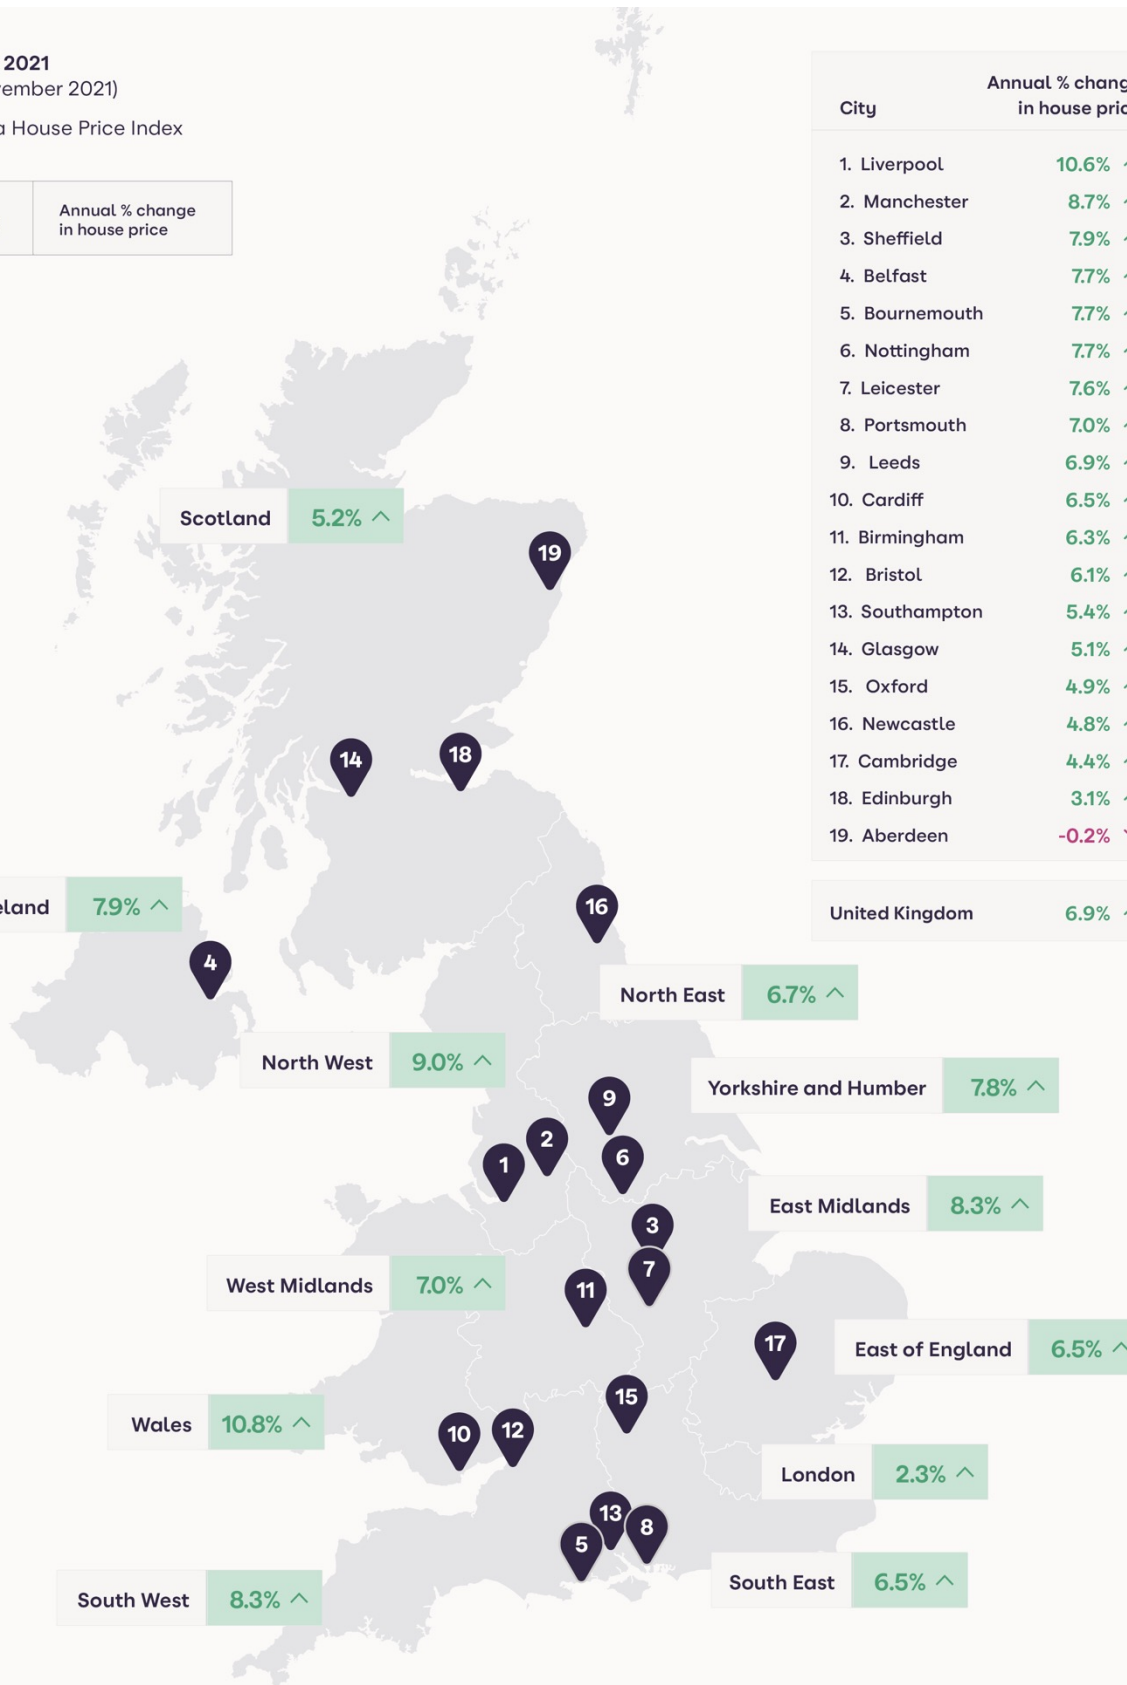 2021
ember 2021)
a House Price Index
Annual % change
in house price
Annual % chang
in house pric
City
1. Liverpool 10.6%
2. Manchester 8.7%
3. Sheffield 7.9%
4. Belfast 7.7%
5. Bournemouth 7.7%
6. Nottingham 7.7%
7. Leicester 7.6%
8. Portsmouth 7.0%
9. Leeds 6.9%
10. Cardiff 6.5%
11. Birmingham 6.3%
12. Bristol 6.1%
13. Southampton 5.4%
14. Glasgow 5.1%
15. Oxford 4.9%
16. Newcastle 4.8%
17. Cambridge 4.4%
18. Edinburgh 3.1%
19. Aberdeen -0.2%
United Kingdom 6.9%
Scotland 5.2%
19
14
18
eland 7.9%
16
4
North East 6.7%
North West 9.0%
Yorkshire and Humber 7.8%
9
2
1
6
East Midlands 8.3%
3
7
West Midlands 7.0%
11
17
East of England 6.5%
15
Wales 10.8%
10
12
London 2.3%
13
8
5
South East 6.5%
South West 8.3%